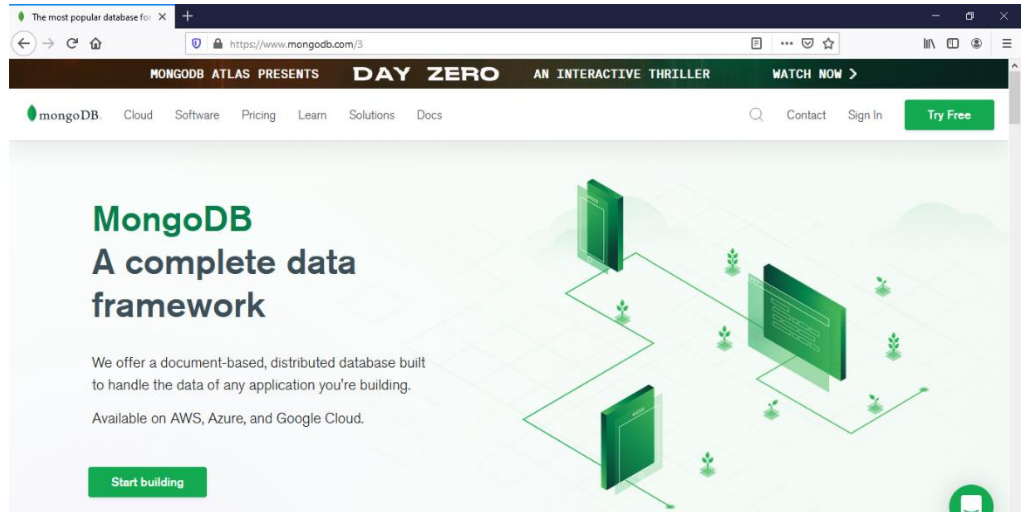 The most popular database for
https://www.mongodb.com/3
MONGODB ATLAS PRESENTS DAY ZERO AN INTERACTIVE THRILLER WATCH NOW >
mongoDB. Cloud Software Pricing Learn Solutions Docs Contact Sign In Try Free
MongoDB
A complete data
framework
We offer a document-based, distributed database built
to handle the data of any application you're building.
Available on AWS, Azure, and Google Cloud.
Start building